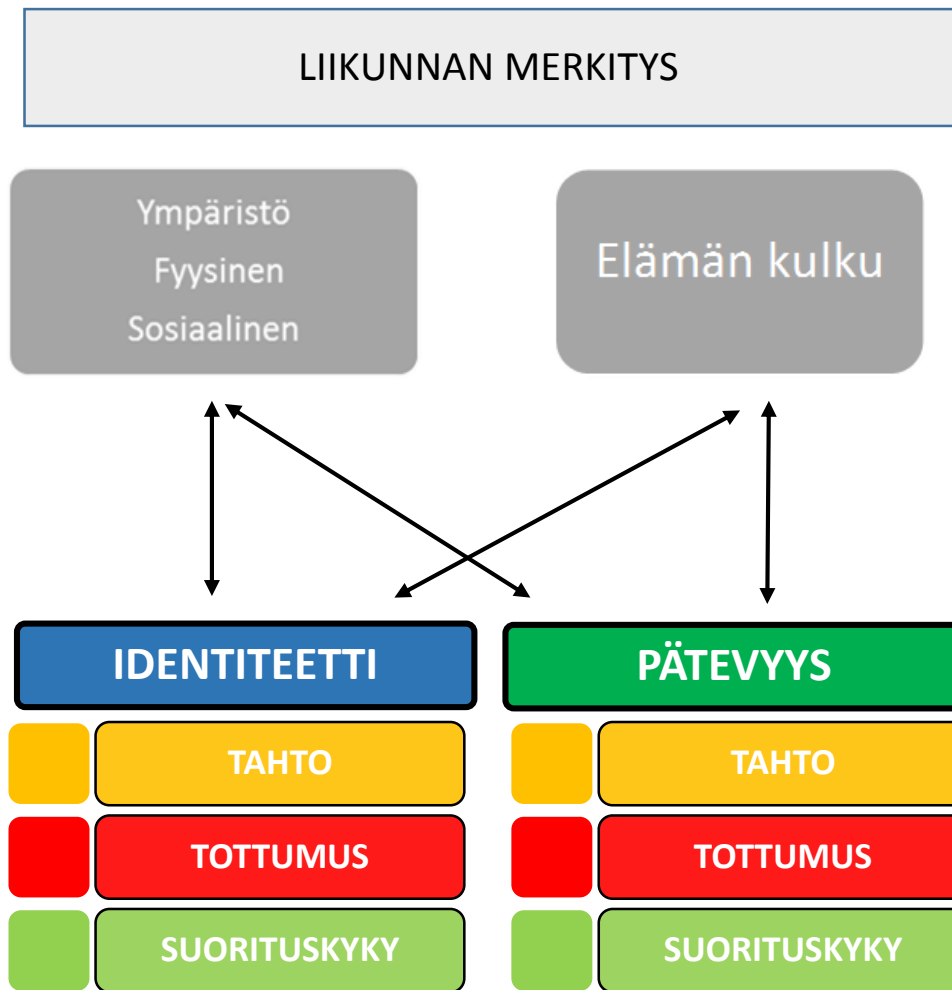 LIIKUNNAN MERKITYS
Ympäristö
Fyysinen
Sosiaalinen
Elämän kulku
IDENTITEETTI
TAHTO
TOTTUMUS
SUORITUSKYKY
PÄTEVYYS
TAHTO
TOTTUMUS
SUORITUSKYKY